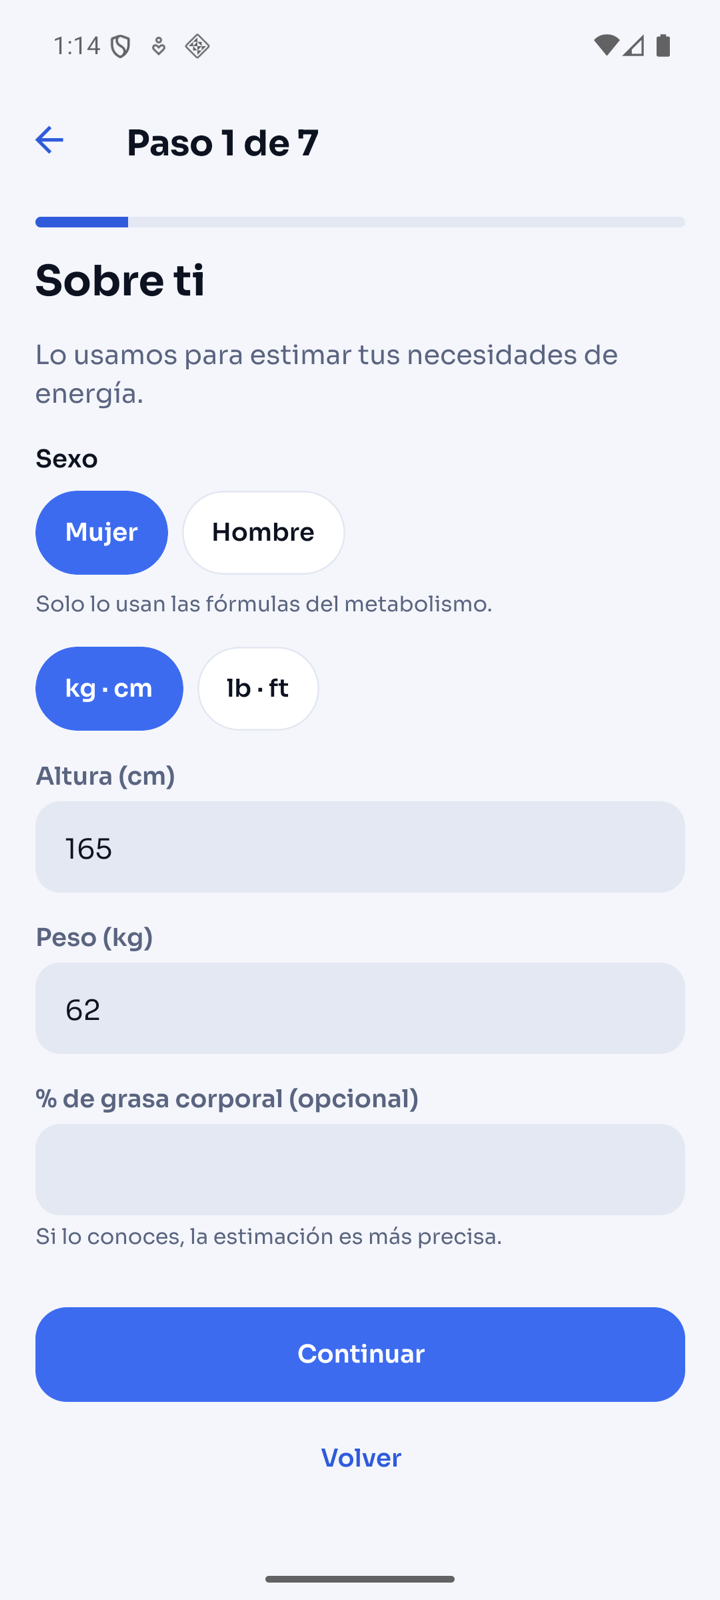 1:14
Paso 1 de 7
Sobre ti
Lo usamos para estimar tus necesidades de
energía.
Sexo
Mujer
Hombre
Solo lo usan las fórmulas del metabolismo.
kg · cm
lb · ft
Altura (cm)
165
Peso (kg)
62
% de grasa corporal (opcional)
Si lo conoces, la estimación es más precisa.
Continuar
Volver